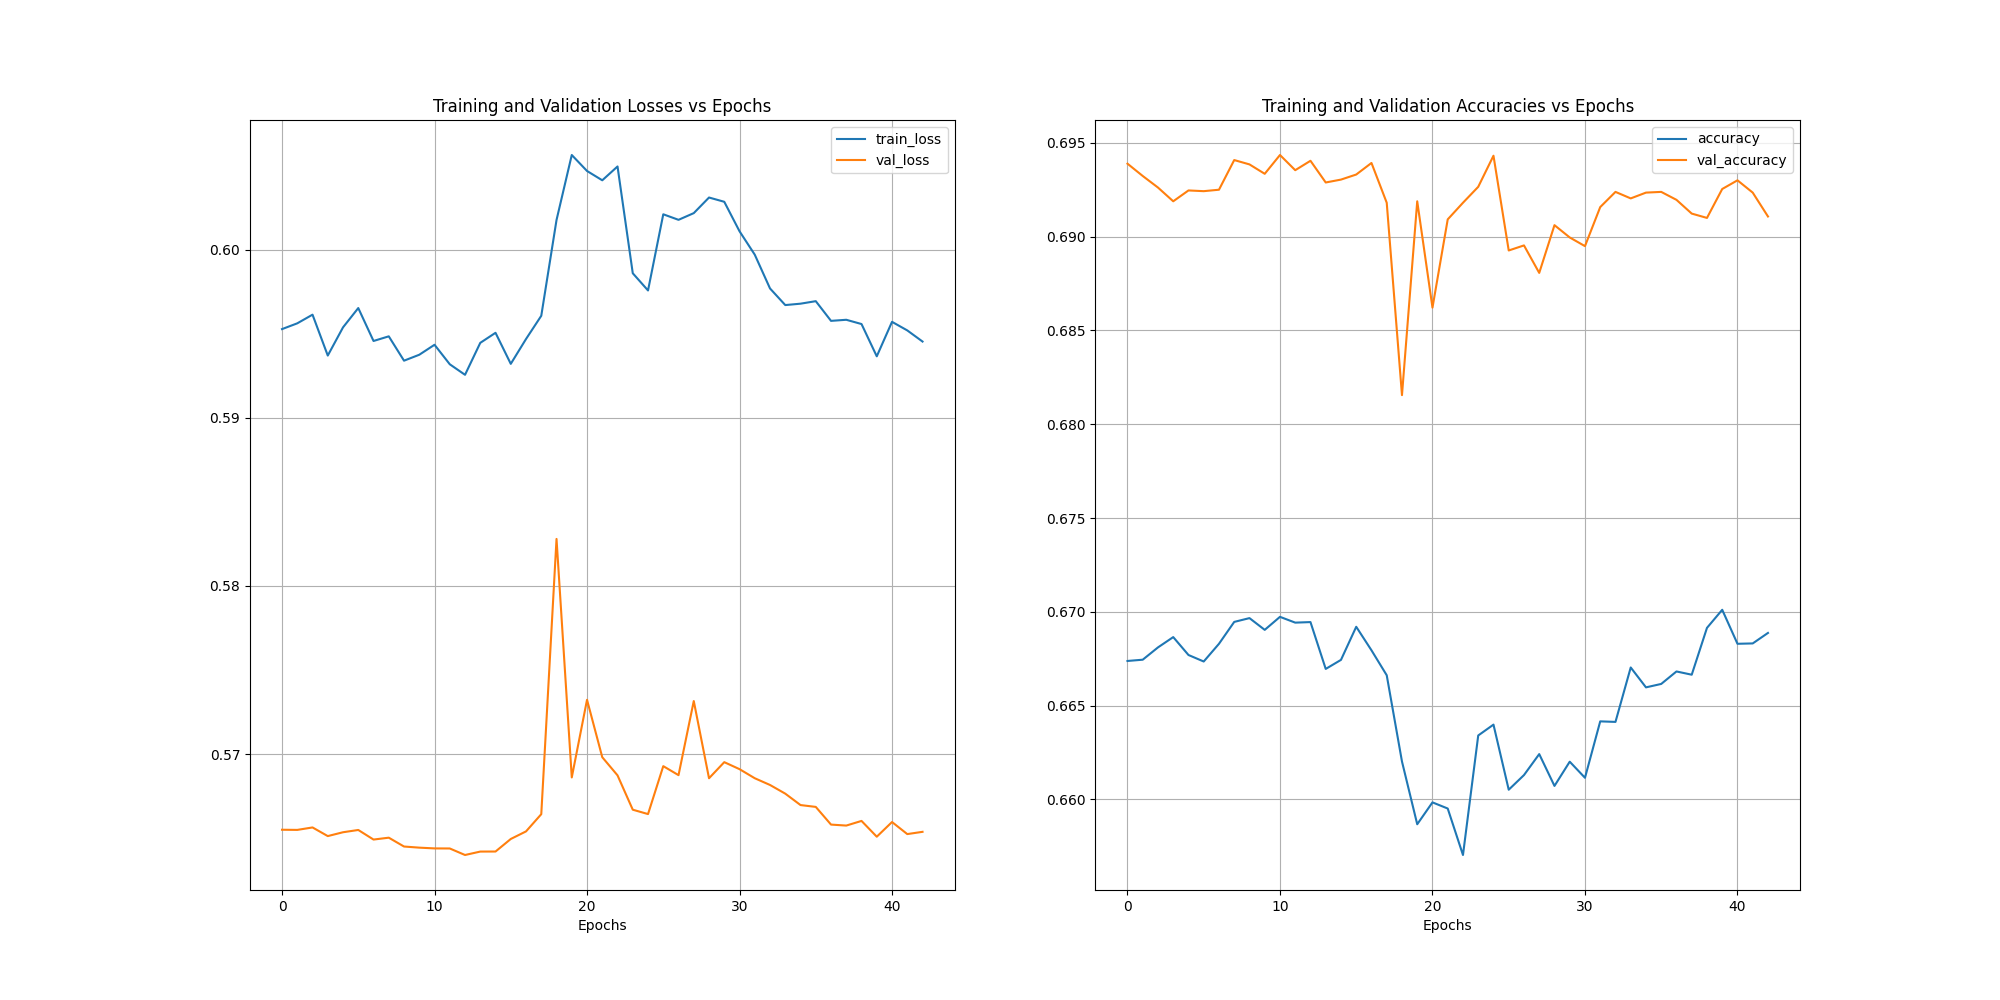 Training and Validation Losses vs Epochs
train_loss
val_loss
0.60
0.59
0.58
0.57
0 10 20 30 40
Epochs
Training and Validation Accuracies vs Epochs
accuracy
val_accuracy
0.695
0.690
0.685
0.680
0.675
0.670
0.665
0.660
0 10 20 30 40
Epochs